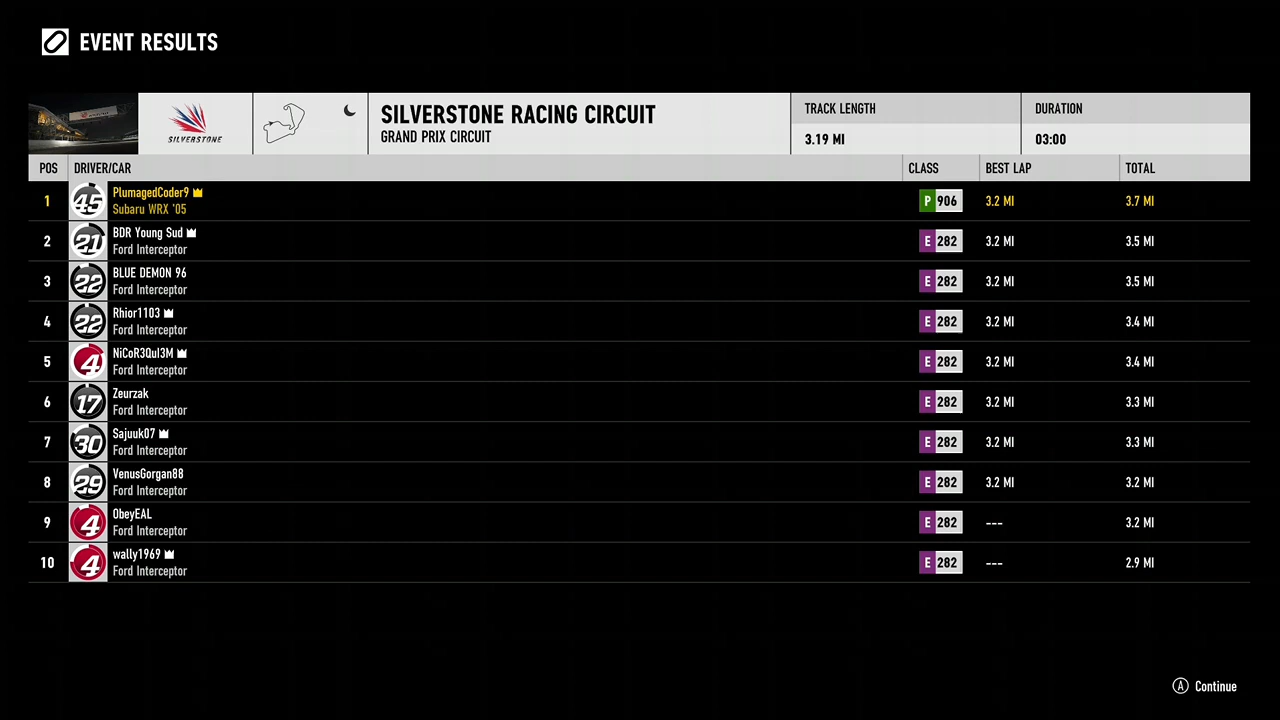 EVENT RESULTS
SILVERSTONE
SILVERSTONE RACING CIRCUIT
GRAND PRIX CIRCUIT
TRACK LENGTH
3.19 MI
DURATION
03:00
POS DRIVER/CAR CLASS BEST LAP TOTAL
1 45 PlumagedCoder9 P 906 3.2 MI 3.7 MI
Subaru WRX '05
2 21 BDR Young Sud E 282 3.2 MI 3.5 MI
Ford Interceptor
3 22 BLUE DEMON 96 E 282 3.2 MI 3.5 MI
Ford Interceptor
4 22 Rhior1103 E 282 3.2 MI 3.4 MI
Ford Interceptor
5 4 NiCoR3QuI3M E 282 3.2 MI 3.4 MI
Ford Interceptor
6 17 Zeurzak E 282 3.2 MI 3.3 MI
Ford Interceptor
7 30 Sajuuk07 E 282 3.2 MI 3.3 MI
Ford Interceptor
8 29 VenusGorgan88 E 282 3.2 MI 3.2 MI
Ford Interceptor
9 4 ObeyEAL E 282 --- 3.2 MI
Ford Interceptor
10 4 wally1969 E 282 --- 2.9 MI
Ford Interceptor
A Continue